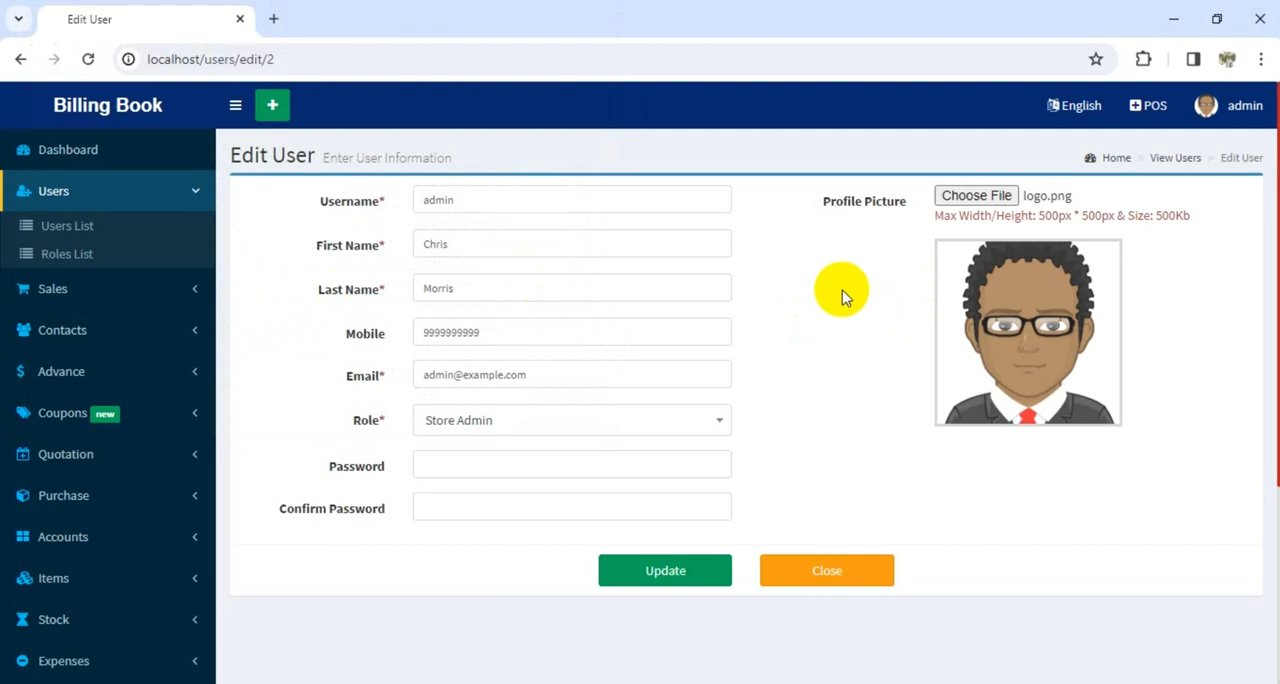 Edit User
localhost/users/edit/2
Billing Book
English
POS
admin
Dashboard
Users
Users List
Roles List
Sales
Contacts
Advance
Coupons new
Quotation
Purchase
Accounts
Items
Stock
Expenses
Edit User Enter User Information
Home > View Users > Edit User
Username* admin
First Name* Chris
Last Name* Morris
Mobile 9999999999
Email* admin@example.com
Role* Store Admin
Password
Confirm Password
Profile Picture Choose File logo.png
Max Width/Height: 500px * 500px & Size: 500Kb
Update Close